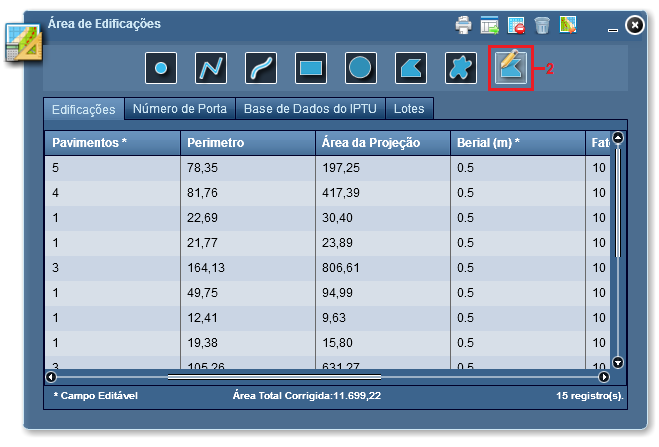 Área de Edificações
2
Edificações Número de Porta Base de Dados do IPTU Lotes
Pavimentos * Perimetro Área da Projeção Berial (m) * Fat
5 78,35 197,25 0.5 10
4 81,76 417,39 0.5 10
1 22,69 30,40 0.5 10
1 21,77 23,89 0.5 10
3 164,13 806,61 0.5 10
1 49,75 94,99 0.5 10
1 12,41 9,63 0.5 10
1 19,38 15,80 0.5 10
3 105,26 631,27 0.5 10
* Campo Editável Área Total Corrigida:11.699,22 15 registro(s).